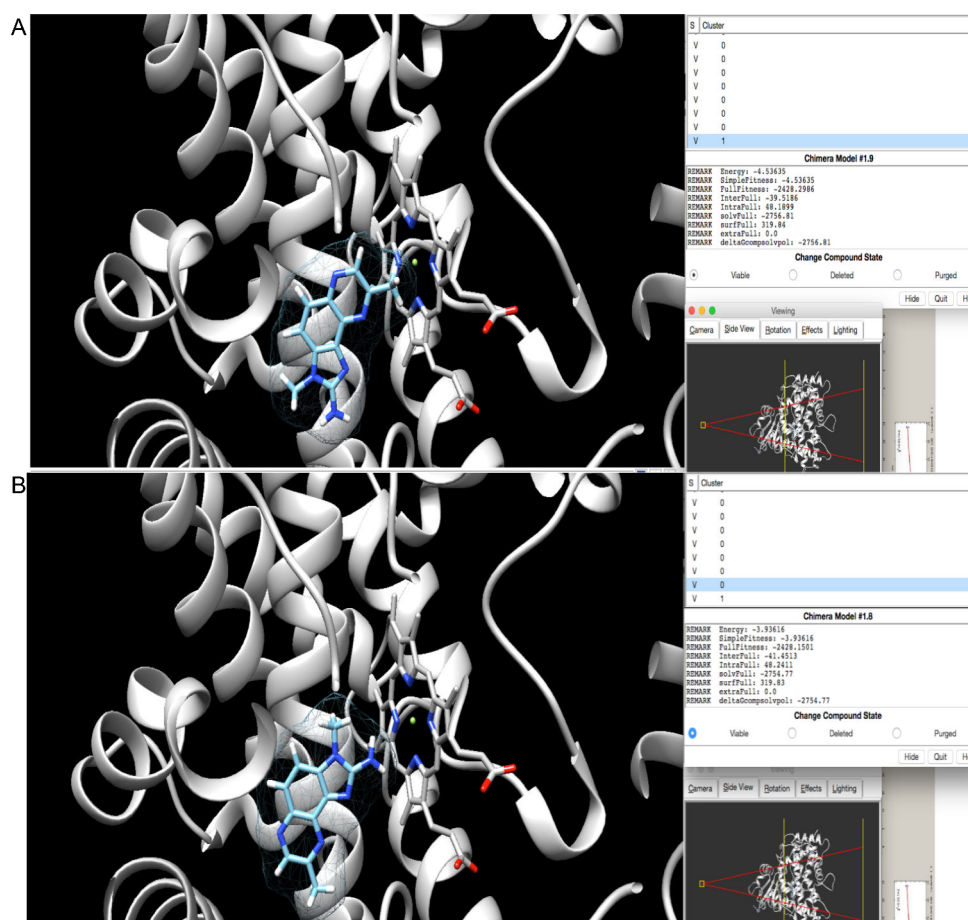 A
S Cluster
V 0
V 0
V 0
V 0
V 0
V 0
V 0
V 1
Chimera Model #1.9
REMARK Energy: -4.53635
REMARK SimpleFitness: -4.53635
REMARK FullFitness: -2428.2986
REMARK InterFull: -39.5186
REMARK IntraFull: 48.1899
REMARK solvFull: -2756.81
REMARK surfFull: 319.84
REMARK extraFull: 0.0
REMARK deltaGcompsolvpol: -2756.81
Change Compound State
Viable Deleted Purged
Hide Quit He
Viewing
Camera Side View Rotation Effects Lighting
B
S Cluster
V 0
V 0
V 0
V 0
V 0
V 0
V 0
V 1
Chimera Model #1.8
REMARK Energy: -3.93616
REMARK SimpleFitness: -3.93616
REMARK FullFitness: -2428.1501
REMARK InterFull: -41.4513
REMARK IntraFull: 48.2411
REMARK solvFull: -2754.77
REMARK surfFull: 319.83
REMARK extraFull: 0.0
REMARK deltaGcompsolvpol: -2754.77
Change Compound State
Viable Deleted Purged
Hide Quit He
Viewing
Camera Side View Rotation Effects Lighting